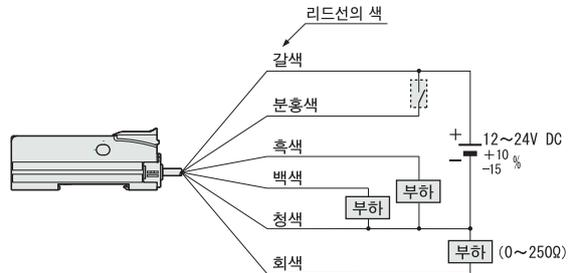 리드선의 색
갈색
분홍색
흑색
백색
청색
회색
부하
부하
부하 (0～250Ω)
+
−
12～24V DC
+10
-15 %